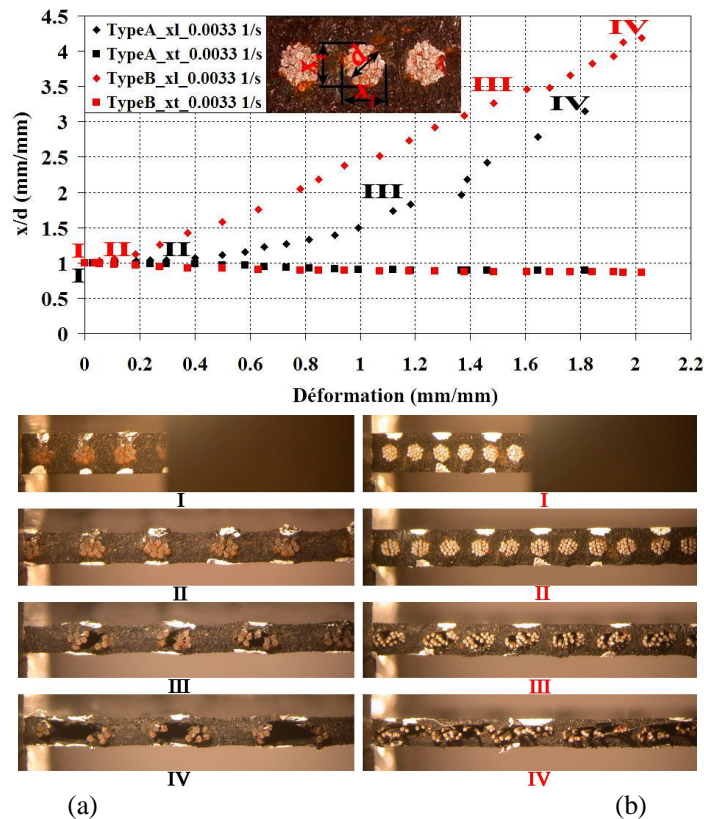 4.5
4
3.5
3
2.5
2
1.5
1
0.5
0
x/d (mm/mm)
TypeA_xl_0.0033 1/s
TypeA_xt_0.0033 1/s
TypeB_xl_0.0033 1/s
TypeB_xt_0.0033 1/s
d
IV
III
IV
III
I
II
II
I
0 0.2 0.4 0.6 0.8 1 1.2 1.4 1.6 1.8 2 2.2
Déformation (mm/mm)
I I
II II
III III
IV IV
(a) (b)